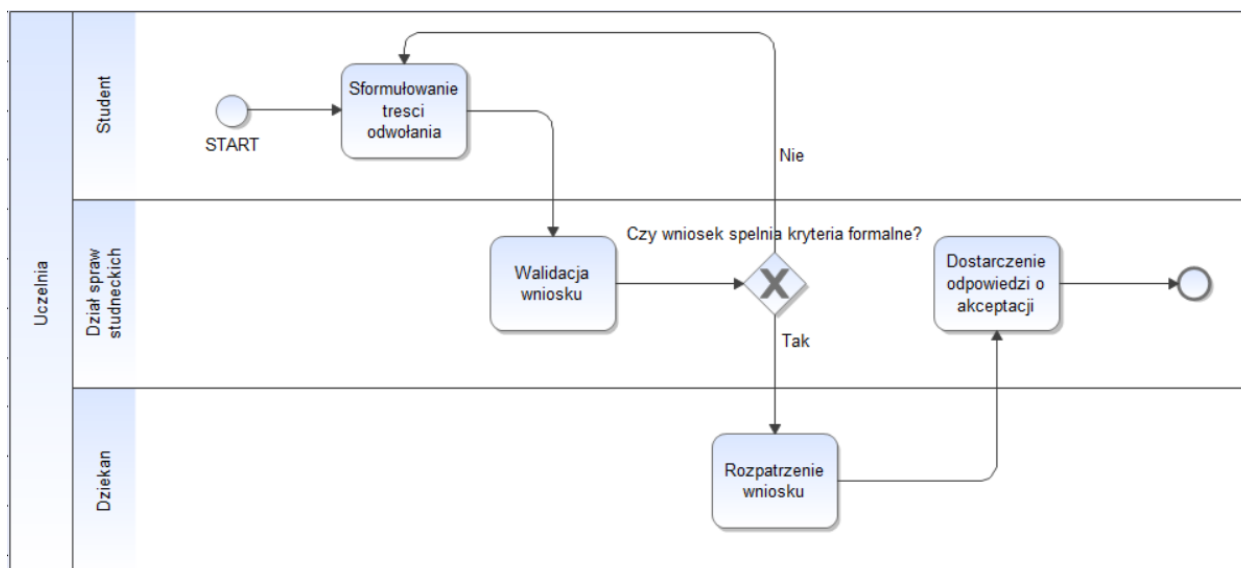 Uczelnia
Student
START
Sformułowanie
tresci
odwołania
Nie
Dział spraw
studneckich
Walidacja
wniosku
Czy wniosek spelnia kryteria formalne?
Tak
Dostarczenie
odpowiedzi o
akceptacji
Dziekan
Rozpatrzenie
wniosku